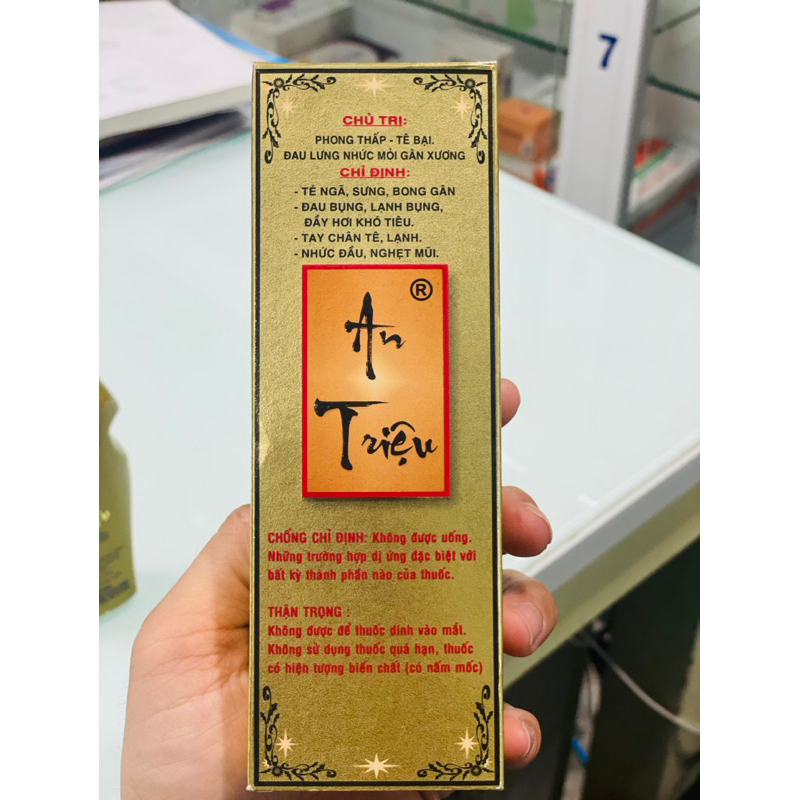 7
CHỦ TRỊ:
PHONG THẤP - TÊ BẠI.
ĐAU LƯNG NHỨC MỎI GÂN XƯƠNG
CHỈ ĐỊNH:
- TÉ NGÃ, SƯNG, BONG GÂN
- ĐAU BỤNG, LẠNH BỤNG,
ĐẦY HƠI KHÓ TIÊU.
- TAY CHÂN TÊ, LẠNH.
- NHỨC ĐẦU, NGHẸT MŨI.
®
An
Triệu
CHỐNG CHỈ ĐỊNH: Không được uống.
Những trường hợp dị ứng đặc biệt với
bất kỳ thành phần nào của thuốc.
THẬN TRỌNG :
Không được để thuốc dính vào mắt.
Không sử dụng thuốc quá hạn, thuốc
có hiện tượng biến chất (có nấm mốc)